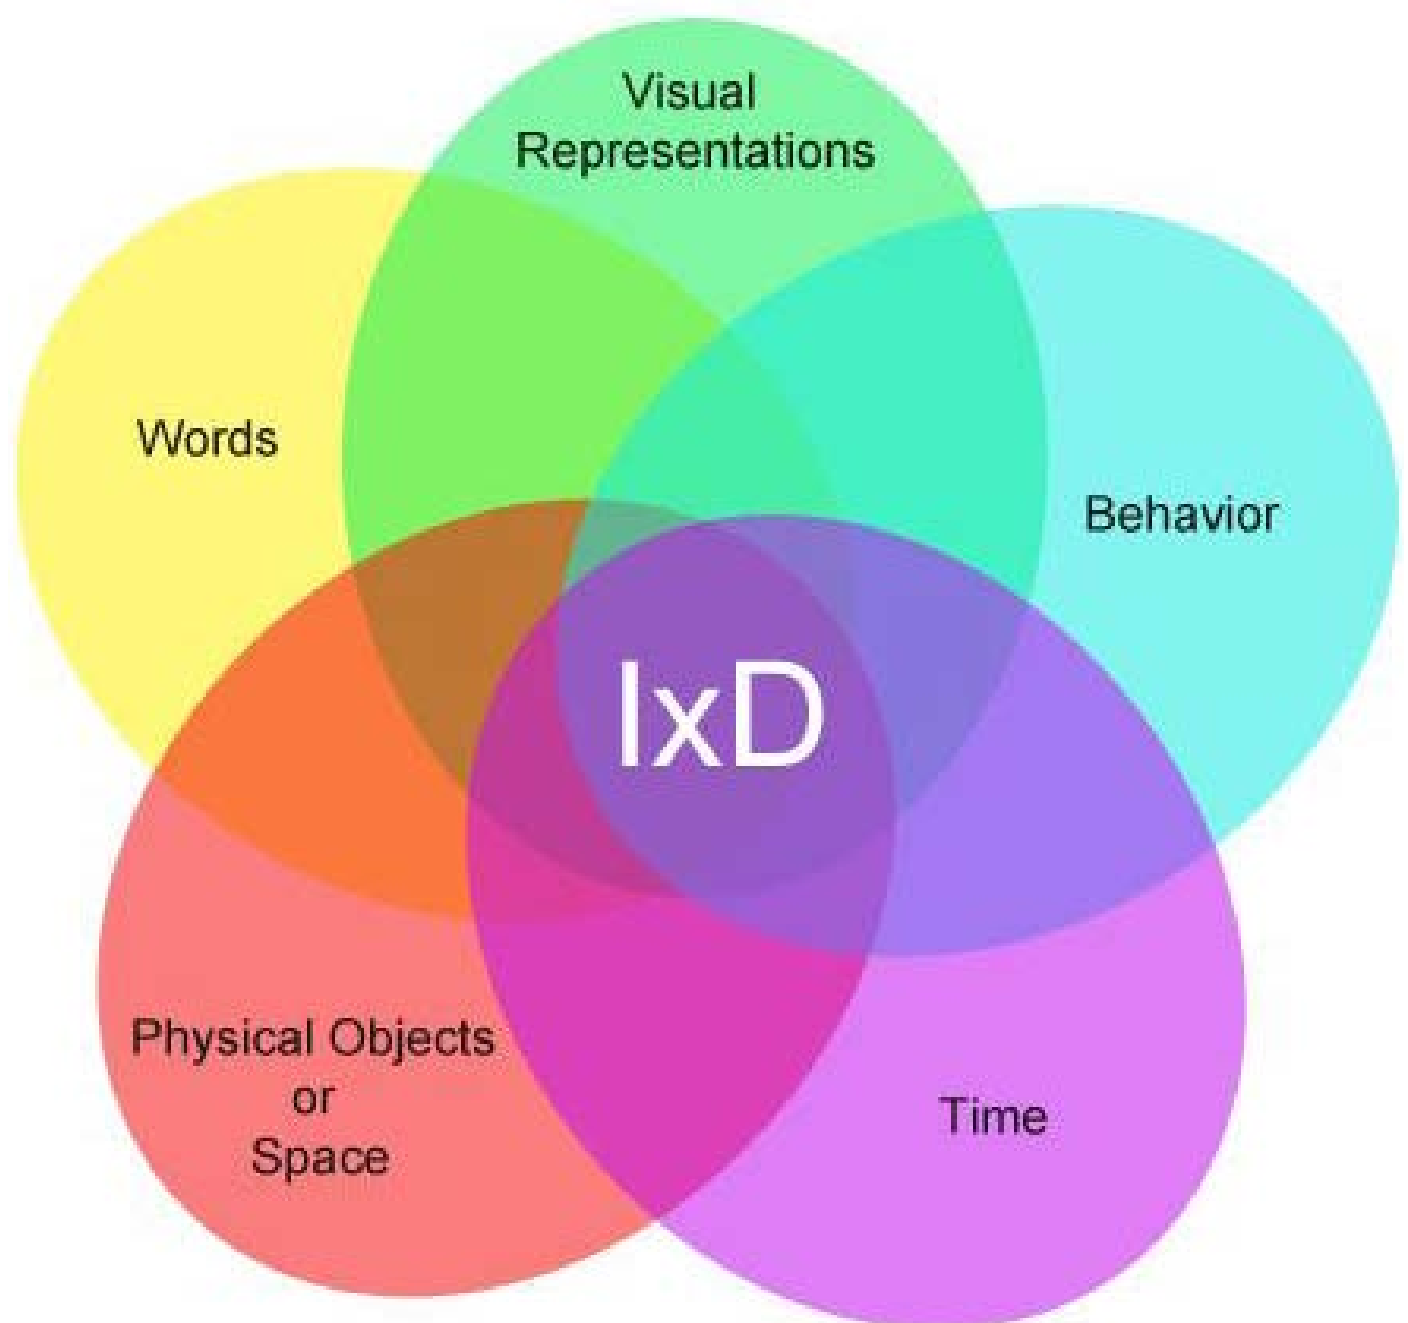 Visual
Representations
Words
Behavior
IxD
Physical Objects
or
Space
Time